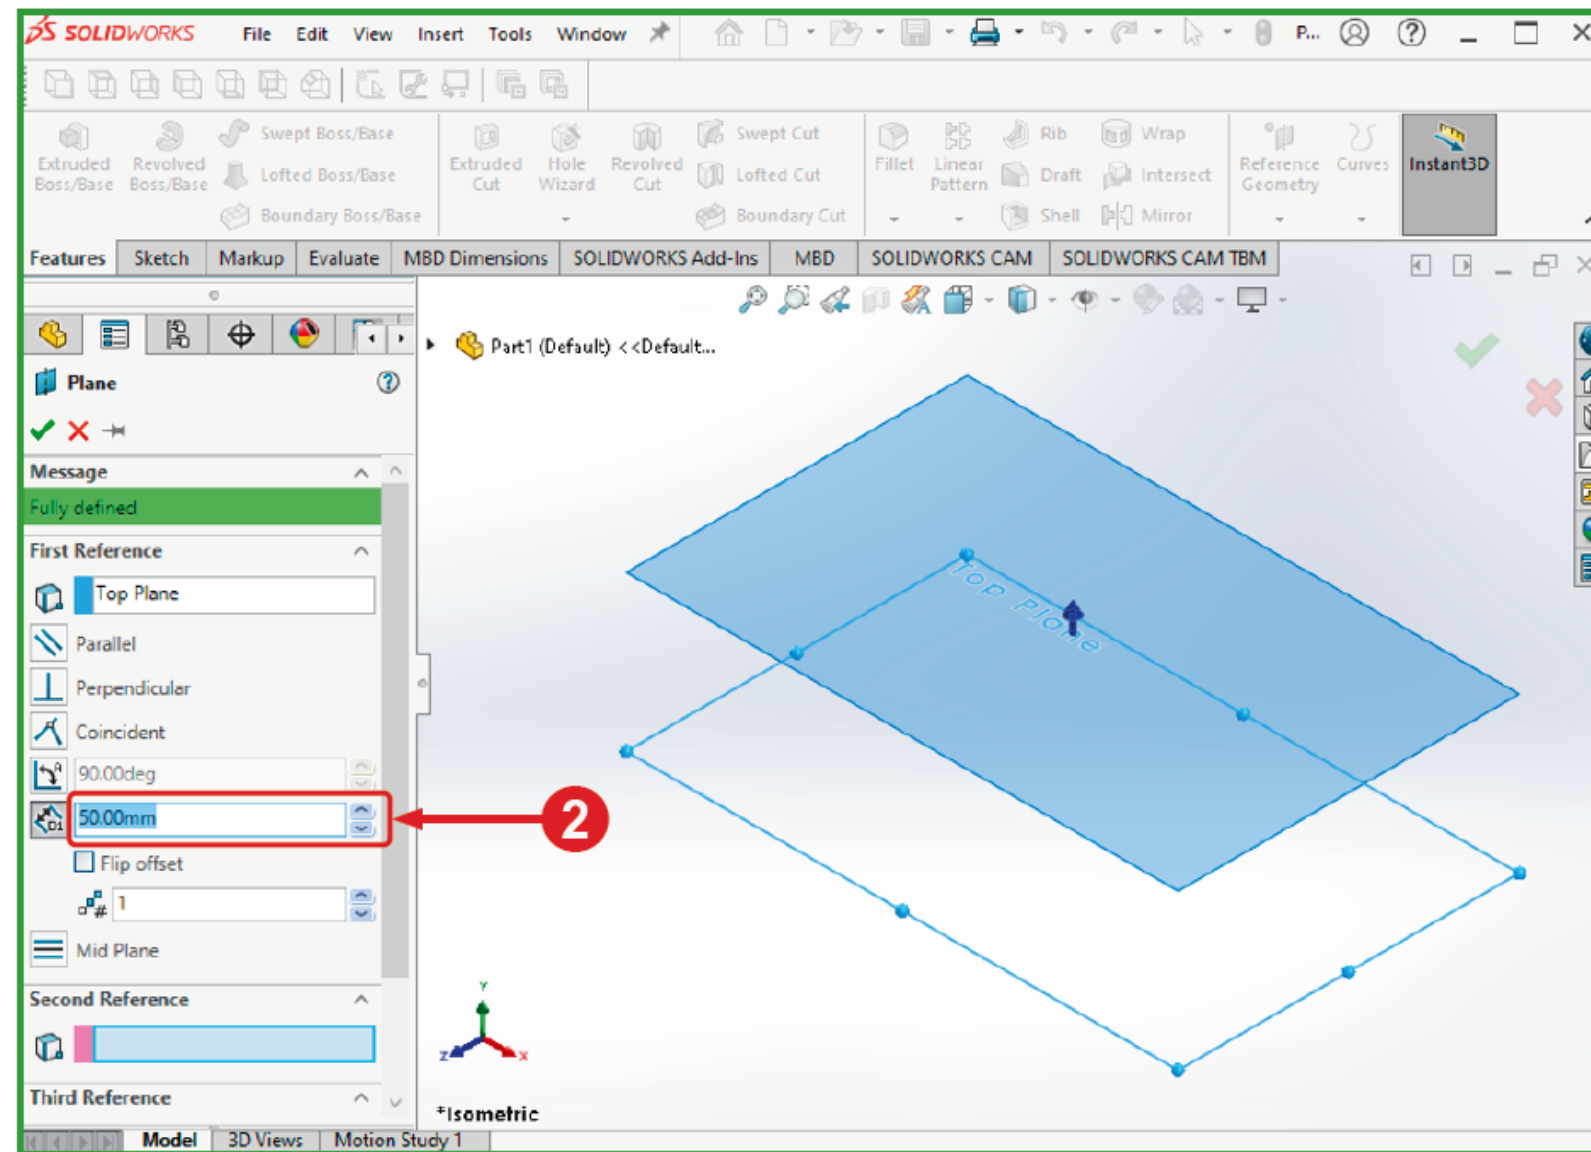 SOLIDWORKS File Edit View Insert Tools Window P...
Extruded Boss/Base
Revolved Boss/Base
Swept Boss/Base
Lofted Boss/Base
Boundary Boss/Base
Extruded Cut
Hole Wizard
Revolved Cut
Swept Cut
Lofted Cut
Boundary Cut
Fillet
Linear Pattern
Rib
Draft
Shell
Wrap
Intersect
Mirror
Reference Geometry
Curves
Instant3D
Features Sketch Markup Evaluate MBD Dimensions SOLIDWORKS Add-Ins MBD SOLIDWORKS CAM SOLIDWORKS CAM TBM
Part1 (Default) <<Default...
Plane
Message
Fully defined
First Reference
Top Plane
Parallel
Perpendicular
Coincident
90.00deg
D1 50.00mm
2
Flip offset
# 1
Mid Plane
Second Reference
Third Reference
Top Plane
Y
Z
X
*Isometric
Model 3D Views Motion Study 1